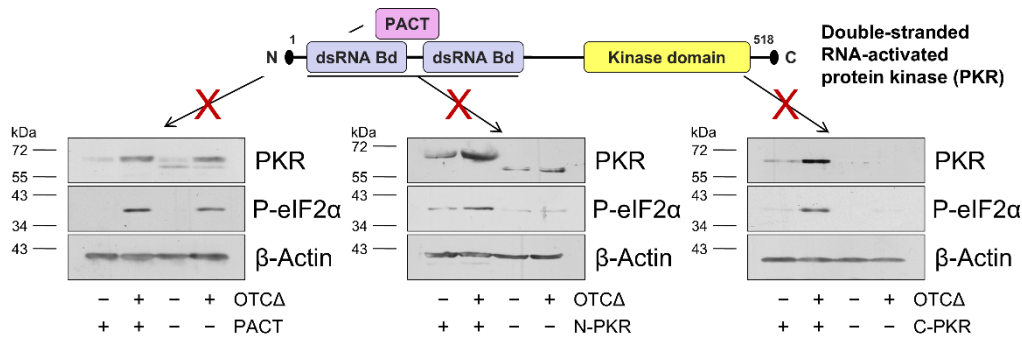 PACT
1
518
N
dsRNA Bd
dsRNA Bd
Kinase domain
C
Double-stranded
RNA-activated
protein kinase (PKR)
X
X
X
kDa
72
55
43
34
43
PKR
P-eIF2α
β-Actin
− + − + OTCΔ
+ + − − PACT
kDa
72
55
43
34
43
PKR
P-eIF2α
β-Actin
− + − + OTCΔ
+ + − − N-PKR
kDa
72
55
43
34
43
PKR
P-eIF2α
β-Actin
− + − + OTCΔ
+ + − − C-PKR